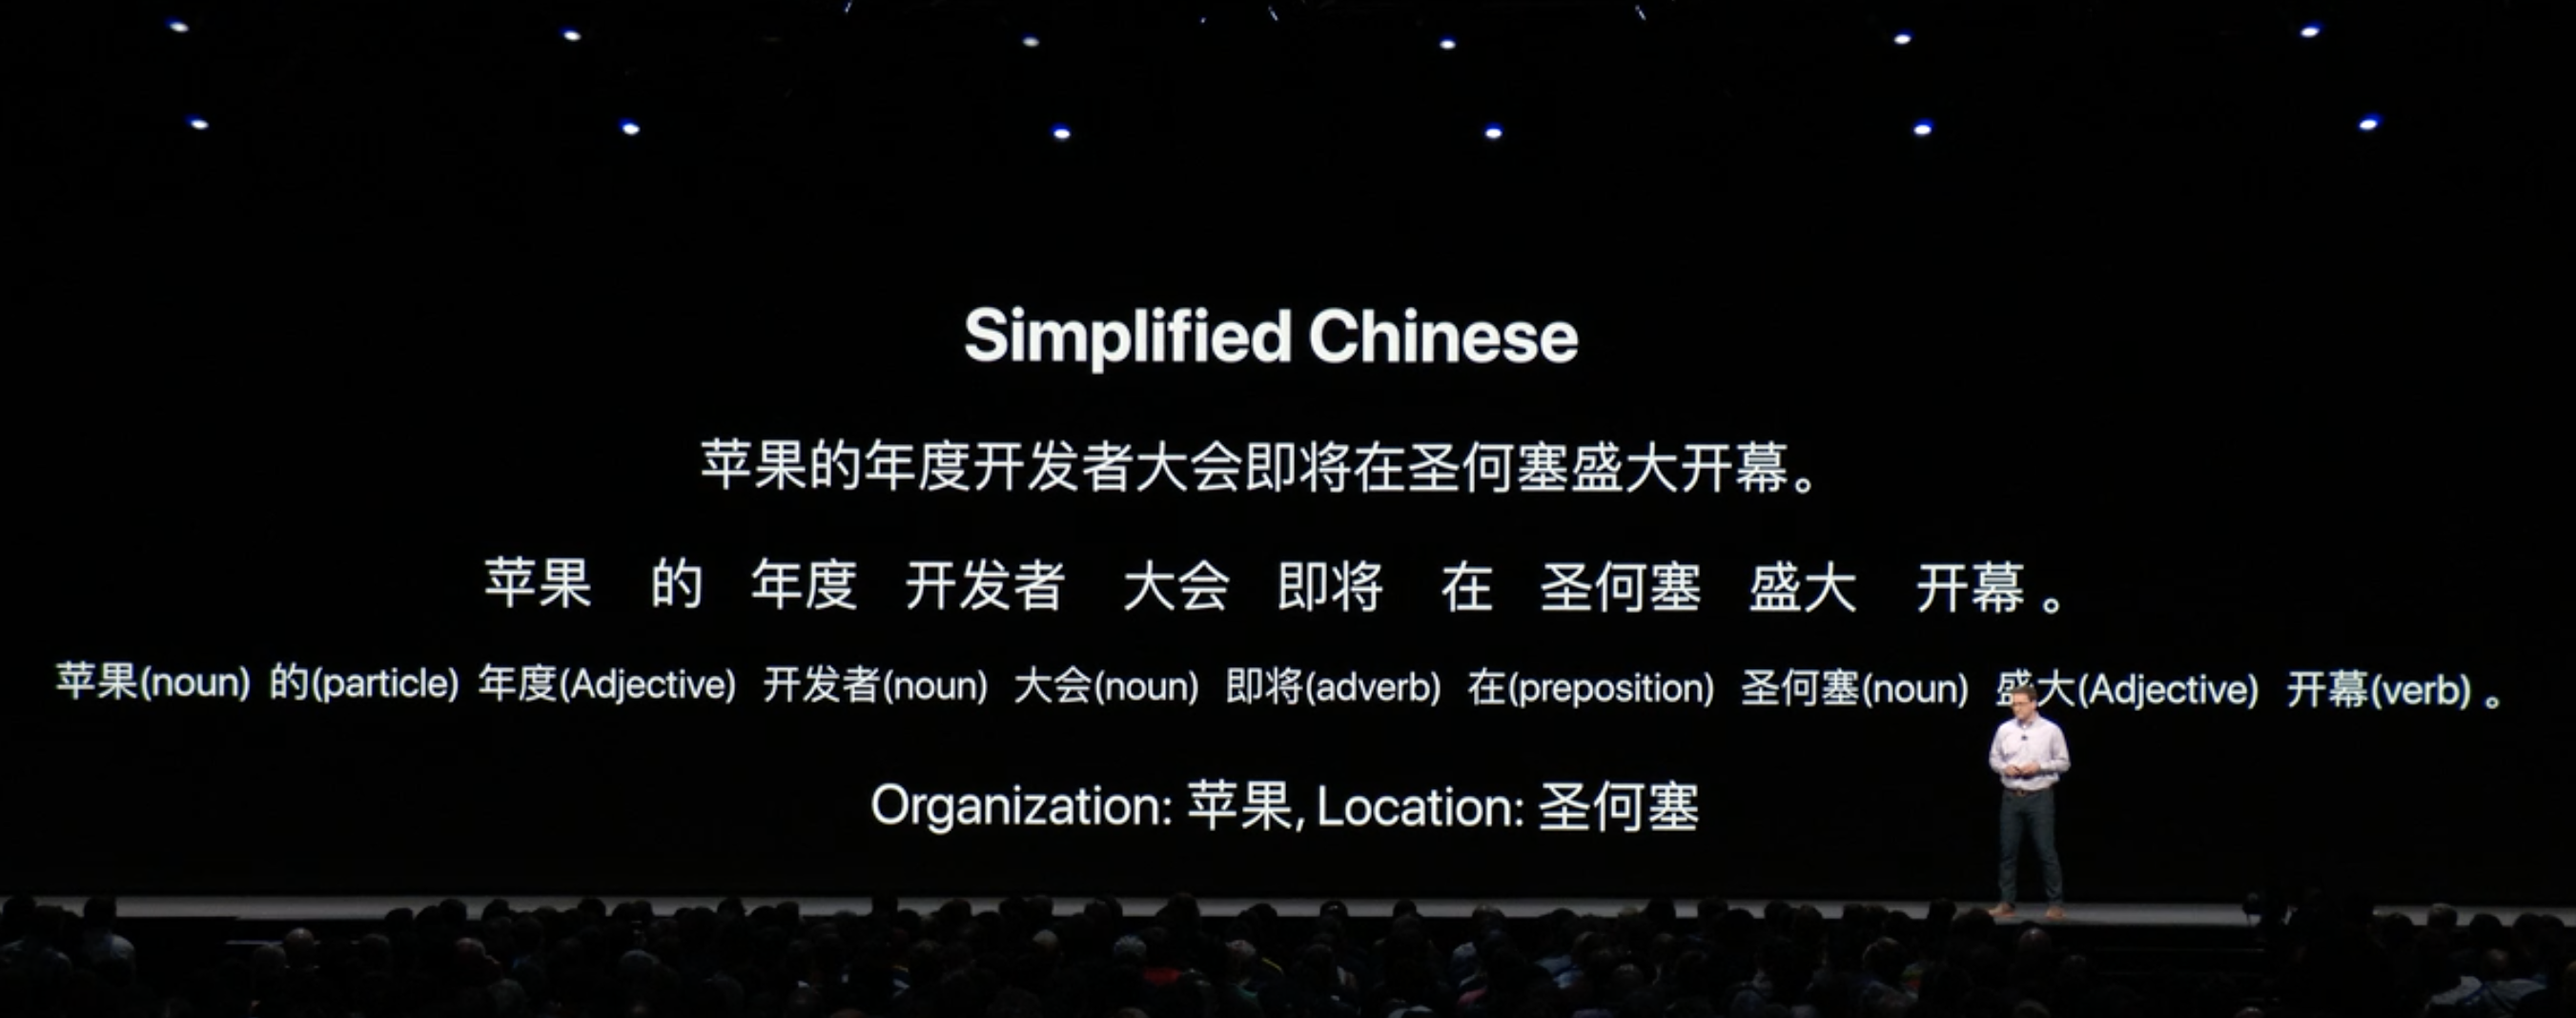 Simplified Chinese
苹果的年度开发者大会即将在圣何塞盛大开幕。
苹果 的 年度 开发者 大会 即将 在 圣何塞 盛大 开幕 。
苹果(noun) 的(particle) 年度(Adjective) 开发者(noun) 大会(noun) 即将(adverb) 在(preposition) 圣何塞(noun) 盛大(Adjective) 开幕(verb) 。
Organization: 苹果, Location: 圣何塞